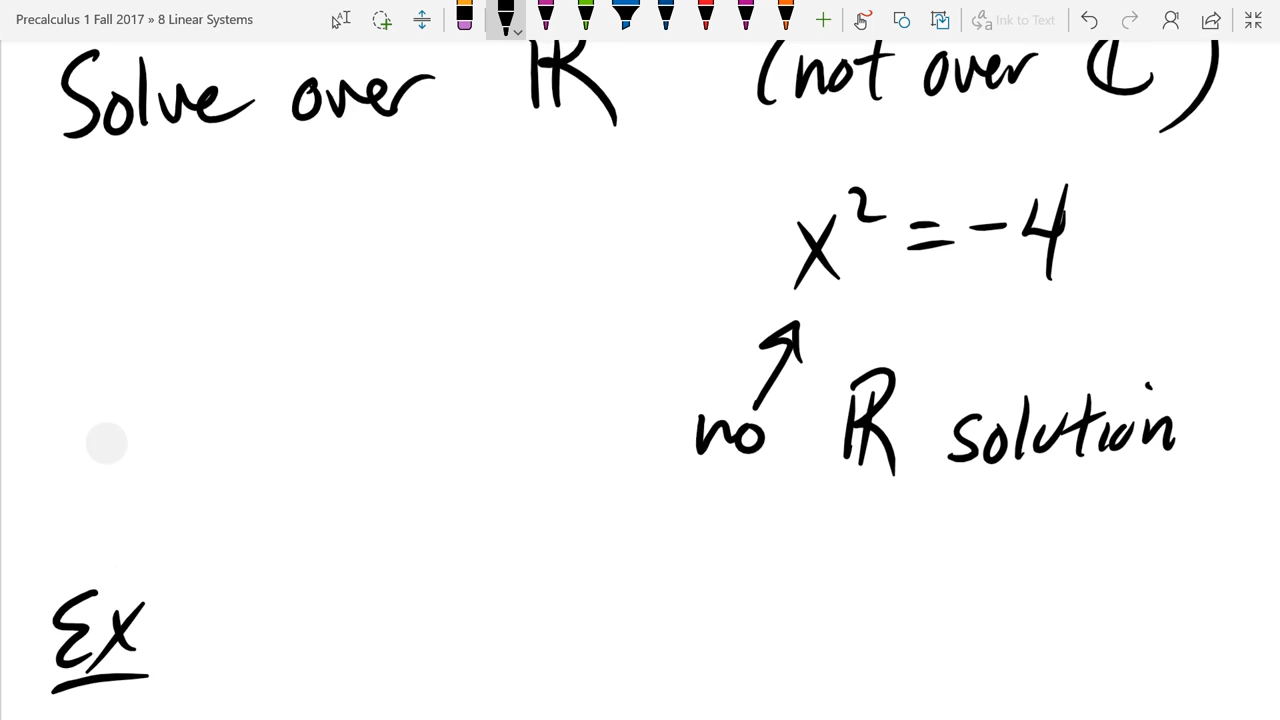 Precalculus 1 Fall 2017 » 8 Linear Systems
Ink to Text
Solve over ℝ (not over ℂ)
x² = -4
no ℝ solution
Ex